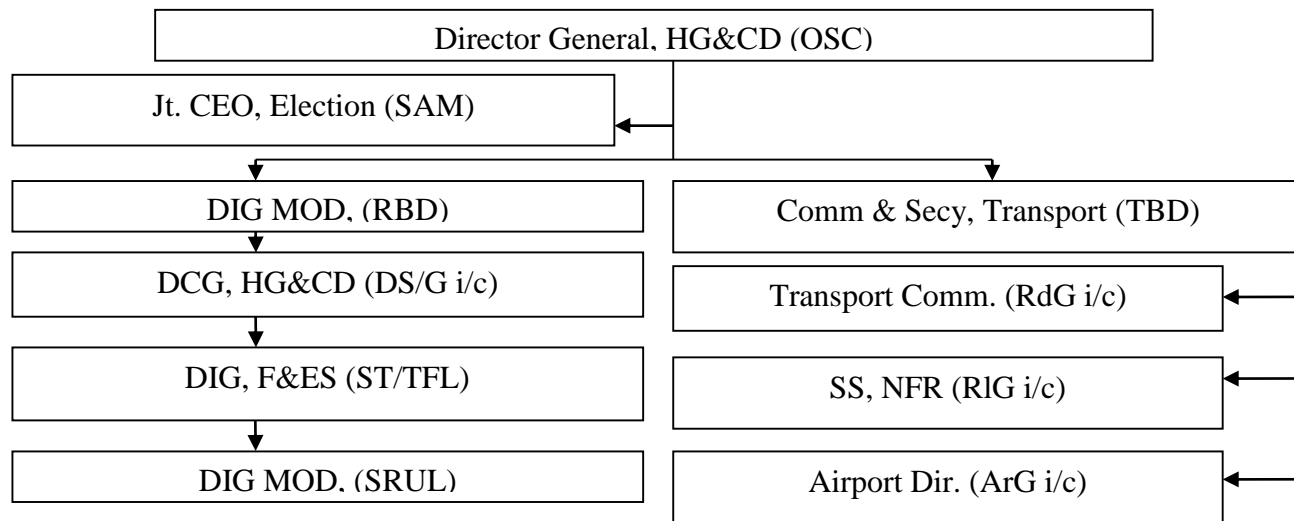 Director General, HG&CD (OSC)
Jt. CEO, Election (SAM)
DIG MOD, (RBD)
Comm & Secy, Transport (TBD)
DCG, HG&CD (DS/G i/c)
Transport Comm. (RdG i/c)
DIG, F&ES (ST/TFL)
SS, NFR (RlG i/c)
DIG MOD, (SRUL)
Airport Dir. (ArG i/c)